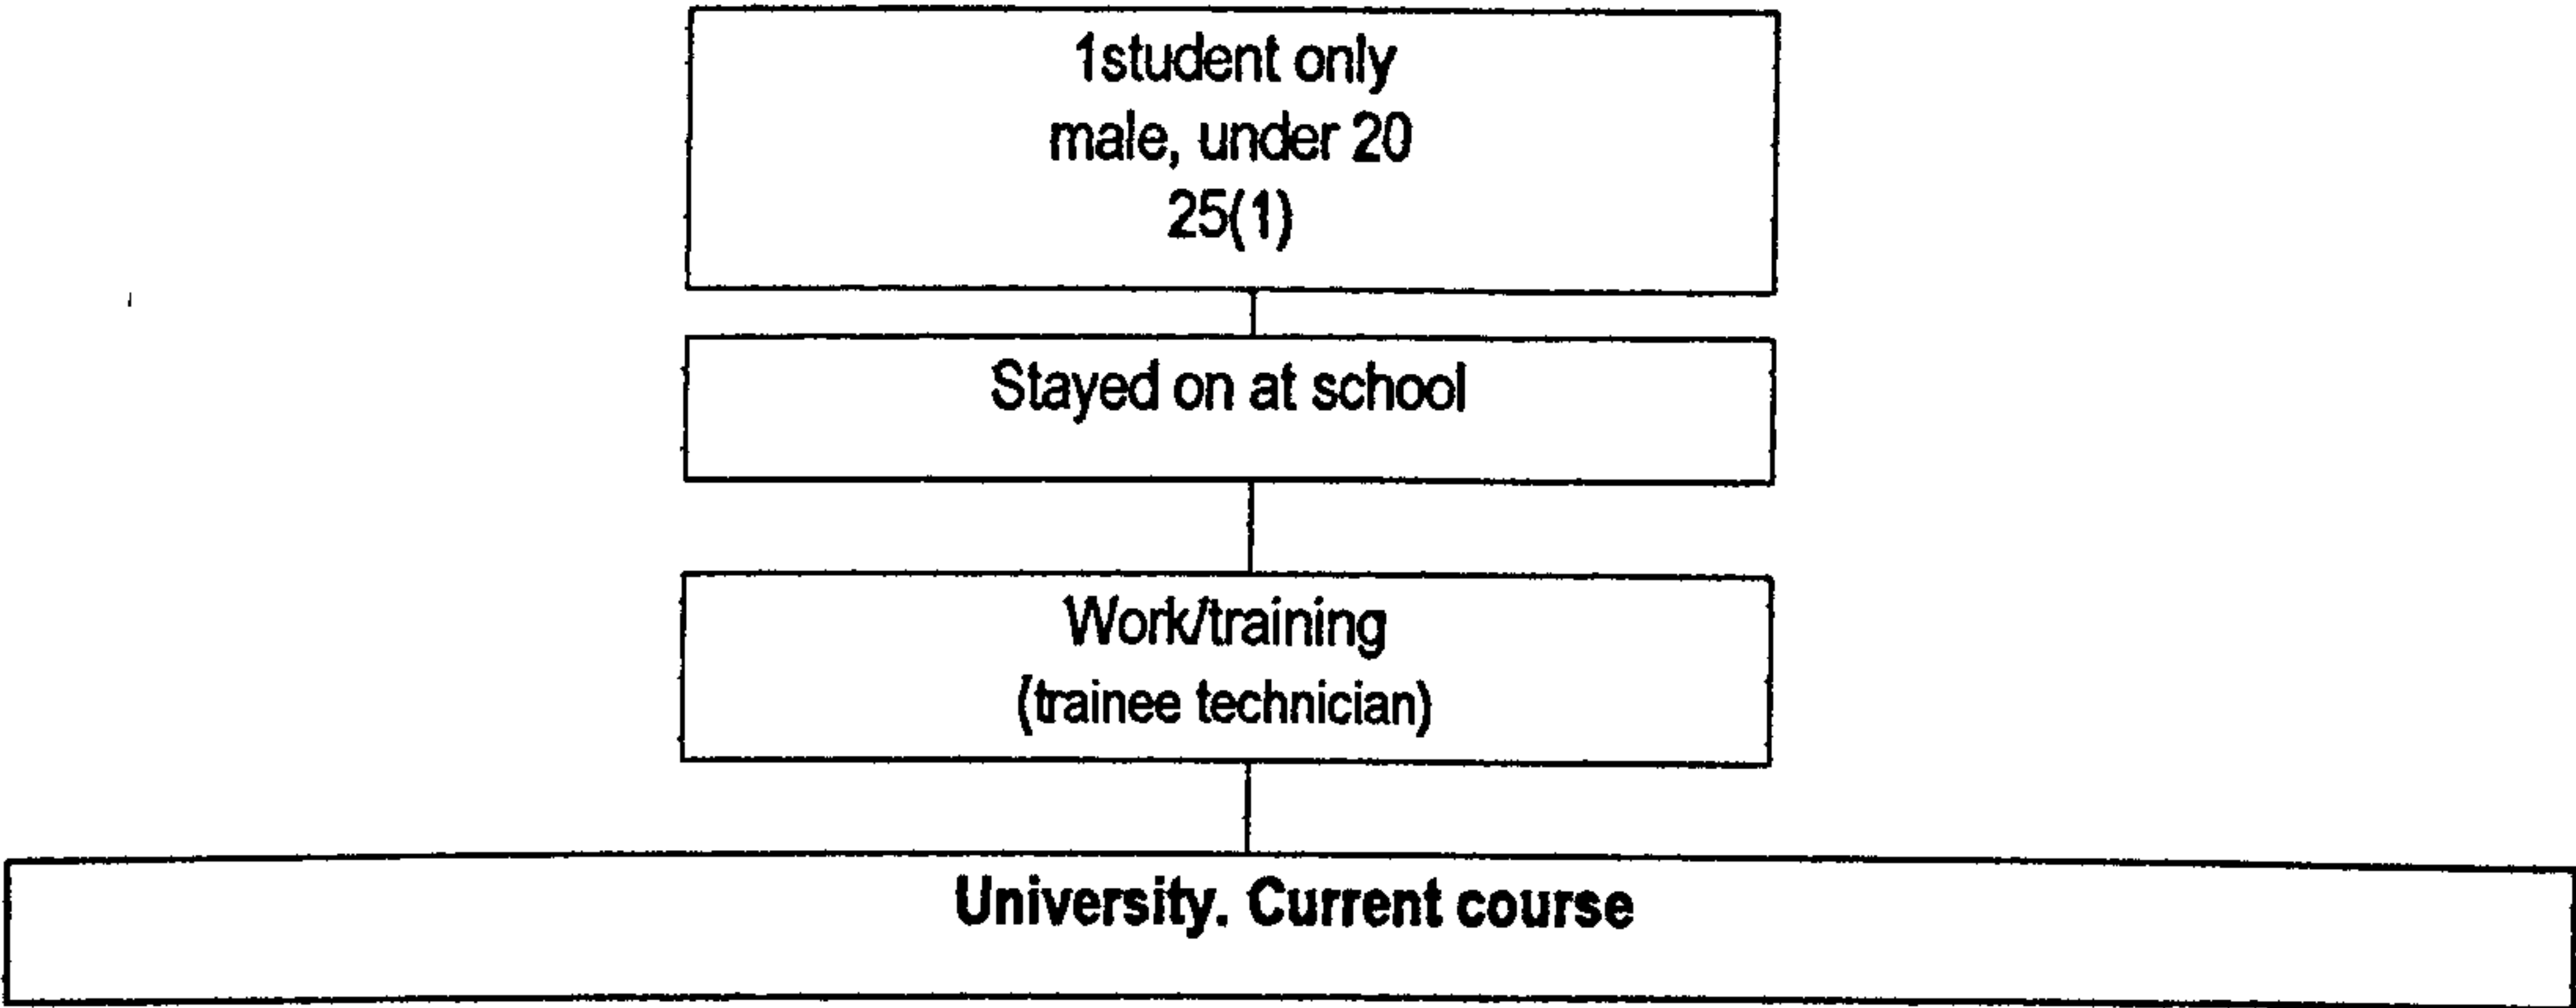 1student only
male, under 20
25(1)
Stayed on at school
Work/training
(trainee technician)
University. Current course